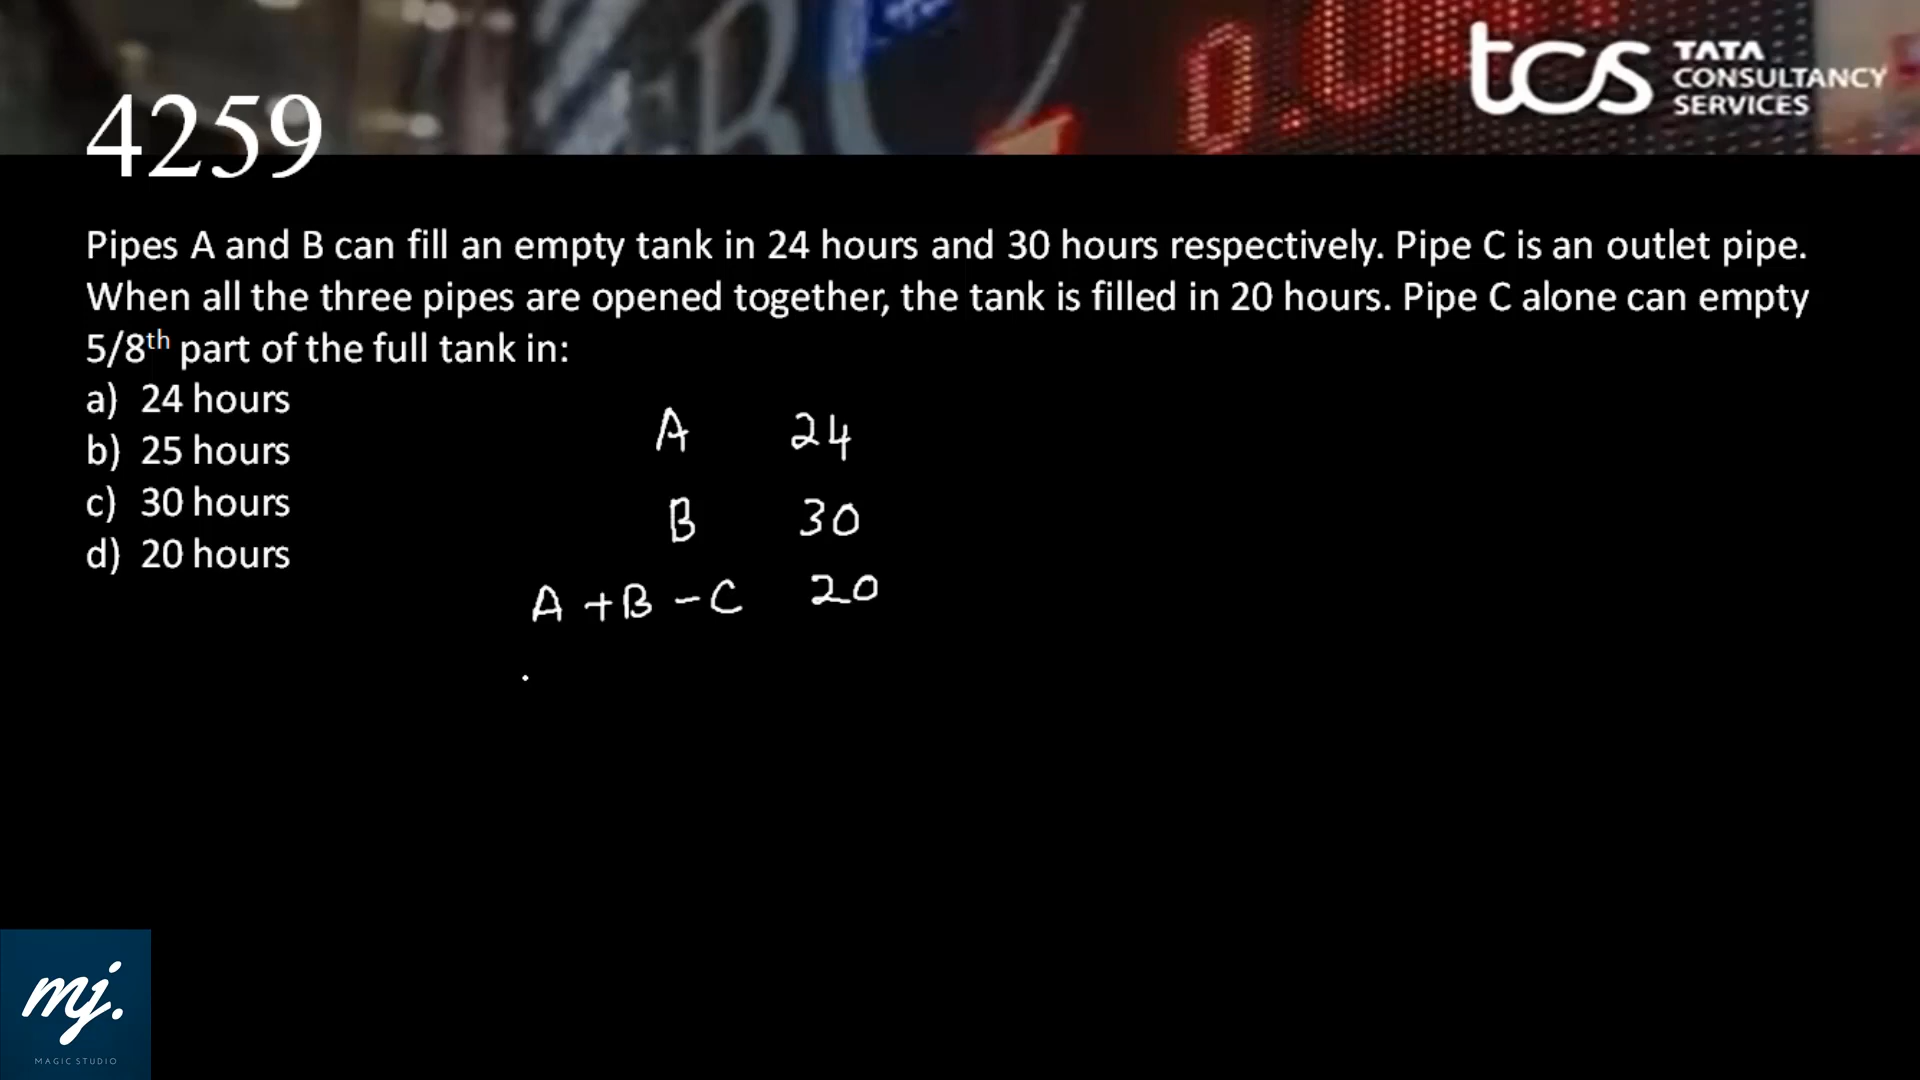 tcs TATA
CONSULTANCY
SERVICES
4259
Pipes A and B can fill an empty tank in 24 hours and 30 hours respectively. Pipe C is an outlet pipe.
When all the three pipes are opened together, the tank is filled in 20 hours. Pipe C alone can empty
5/8th part of the full tank in:
a) 24 hours
b) 25 hours
c) 30 hours
d) 20 hours
A 24
B 30
A + B - C 20
mj.
MAGIC STUDIO